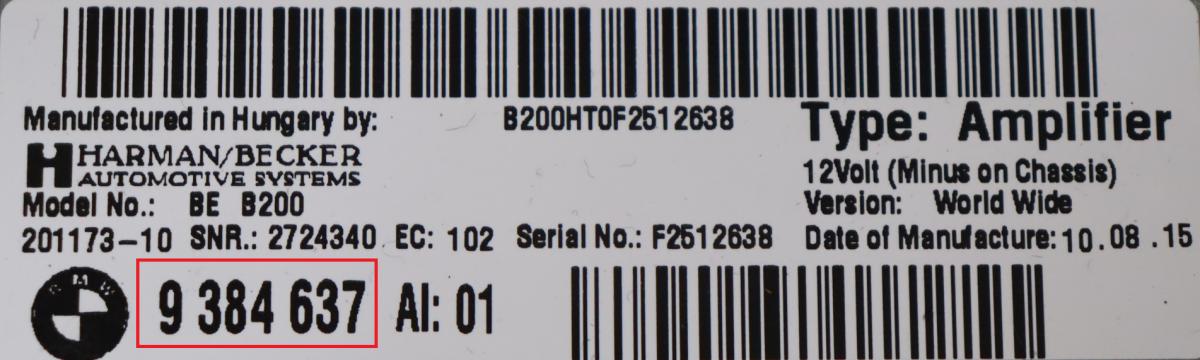 Manufactured in Hungary by:
B200HT0F2512638
Type: Amplifier
HARMAN/BECKER
AUTOMOTIVE SYSTEMS
12Volt (Minus on Chassis)
Model No.: BE B200
Version: World Wide
201173-10 SNR.: 2724340 EC: 102 Serial No.: F2512638 Date of Manufacture: 10.08.15
BMW
9 384 637 AI: 01